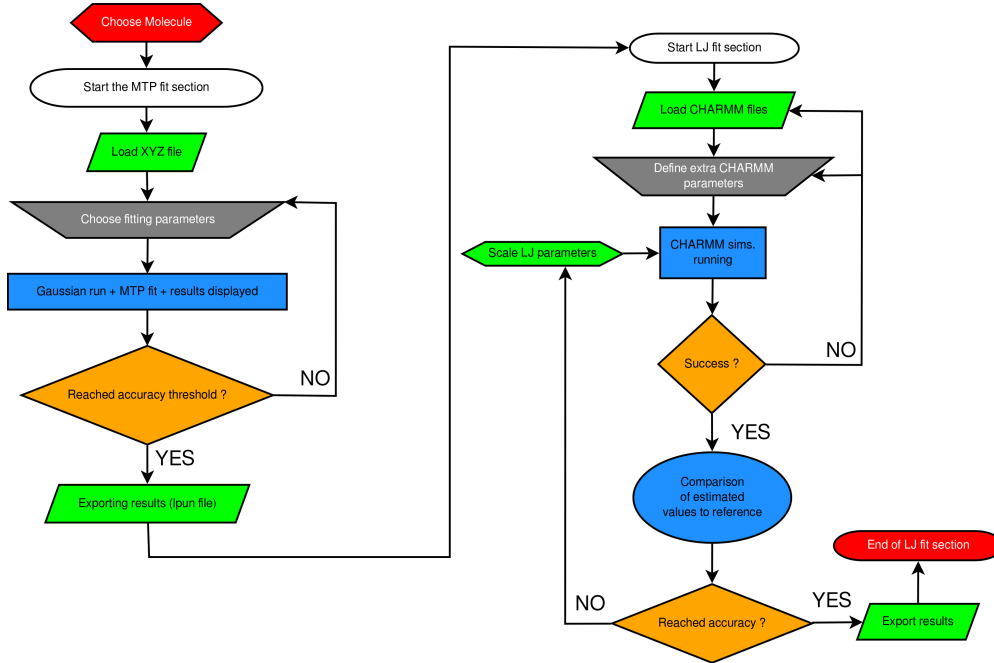 Choose Molecule
Start the MTP fit section
Load XYZ file
Choose fitting parameters
Gaussian run + MTP fit + results displayed
Reached accuracy threshold ?
NO
YES
Exporting results (lpun file)
Start LJ fit section
Load CHARMM files
Define extra CHARMM
parameters
Scale LJ parameters
CHARMM sims.
running
Success ?
NO
YES
Comparison
of estimated
values to reference
Reached accuracy ?
NO
YES
Export results
End of LJ fit section